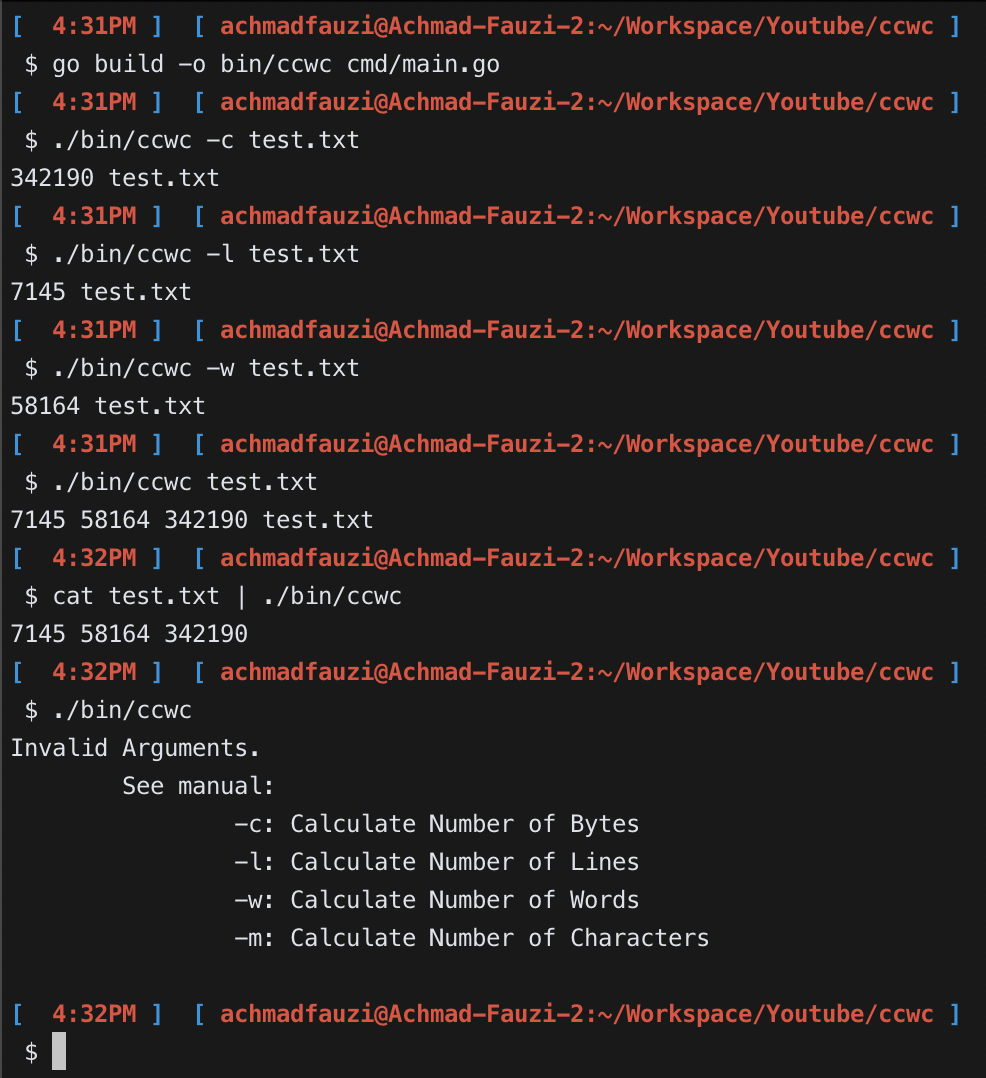 [  4:31PM ]  [ achmadfauzi@Achmad-Fauzi-2:~/Workspace/Youtube/ccwc ]
 $ go build -o bin/ccwc cmd/main.go
[  4:31PM ]  [ achmadfauzi@Achmad-Fauzi-2:~/Workspace/Youtube/ccwc ]
 $ ./bin/ccwc -c test.txt
342190 test.txt
[  4:31PM ]  [ achmadfauzi@Achmad-Fauzi-2:~/Workspace/Youtube/ccwc ]
 $ ./bin/ccwc -l test.txt
7145 test.txt
[  4:31PM ]  [ achmadfauzi@Achmad-Fauzi-2:~/Workspace/Youtube/ccwc ]
 $ ./bin/ccwc -w test.txt
58164 test.txt
[  4:31PM ]  [ achmadfauzi@Achmad-Fauzi-2:~/Workspace/Youtube/ccwc ]
 $ ./bin/ccwc test.txt
7145 58164 342190 test.txt
[  4:32PM ]  [ achmadfauzi@Achmad-Fauzi-2:~/Workspace/Youtube/ccwc ]
 $ cat test.txt | ./bin/ccwc
7145 58164 342190
[  4:32PM ]  [ achmadfauzi@Achmad-Fauzi-2:~/Workspace/Youtube/ccwc ]
 $ ./bin/ccwc
Invalid Arguments.
        See manual:
                -c: Calculate Number of Bytes
                -l: Calculate Number of Lines
                -w: Calculate Number of Words
                -m: Calculate Number of Characters

[  4:32PM ]  [ achmadfauzi@Achmad-Fauzi-2:~/Workspace/Youtube/ccwc ]
 $